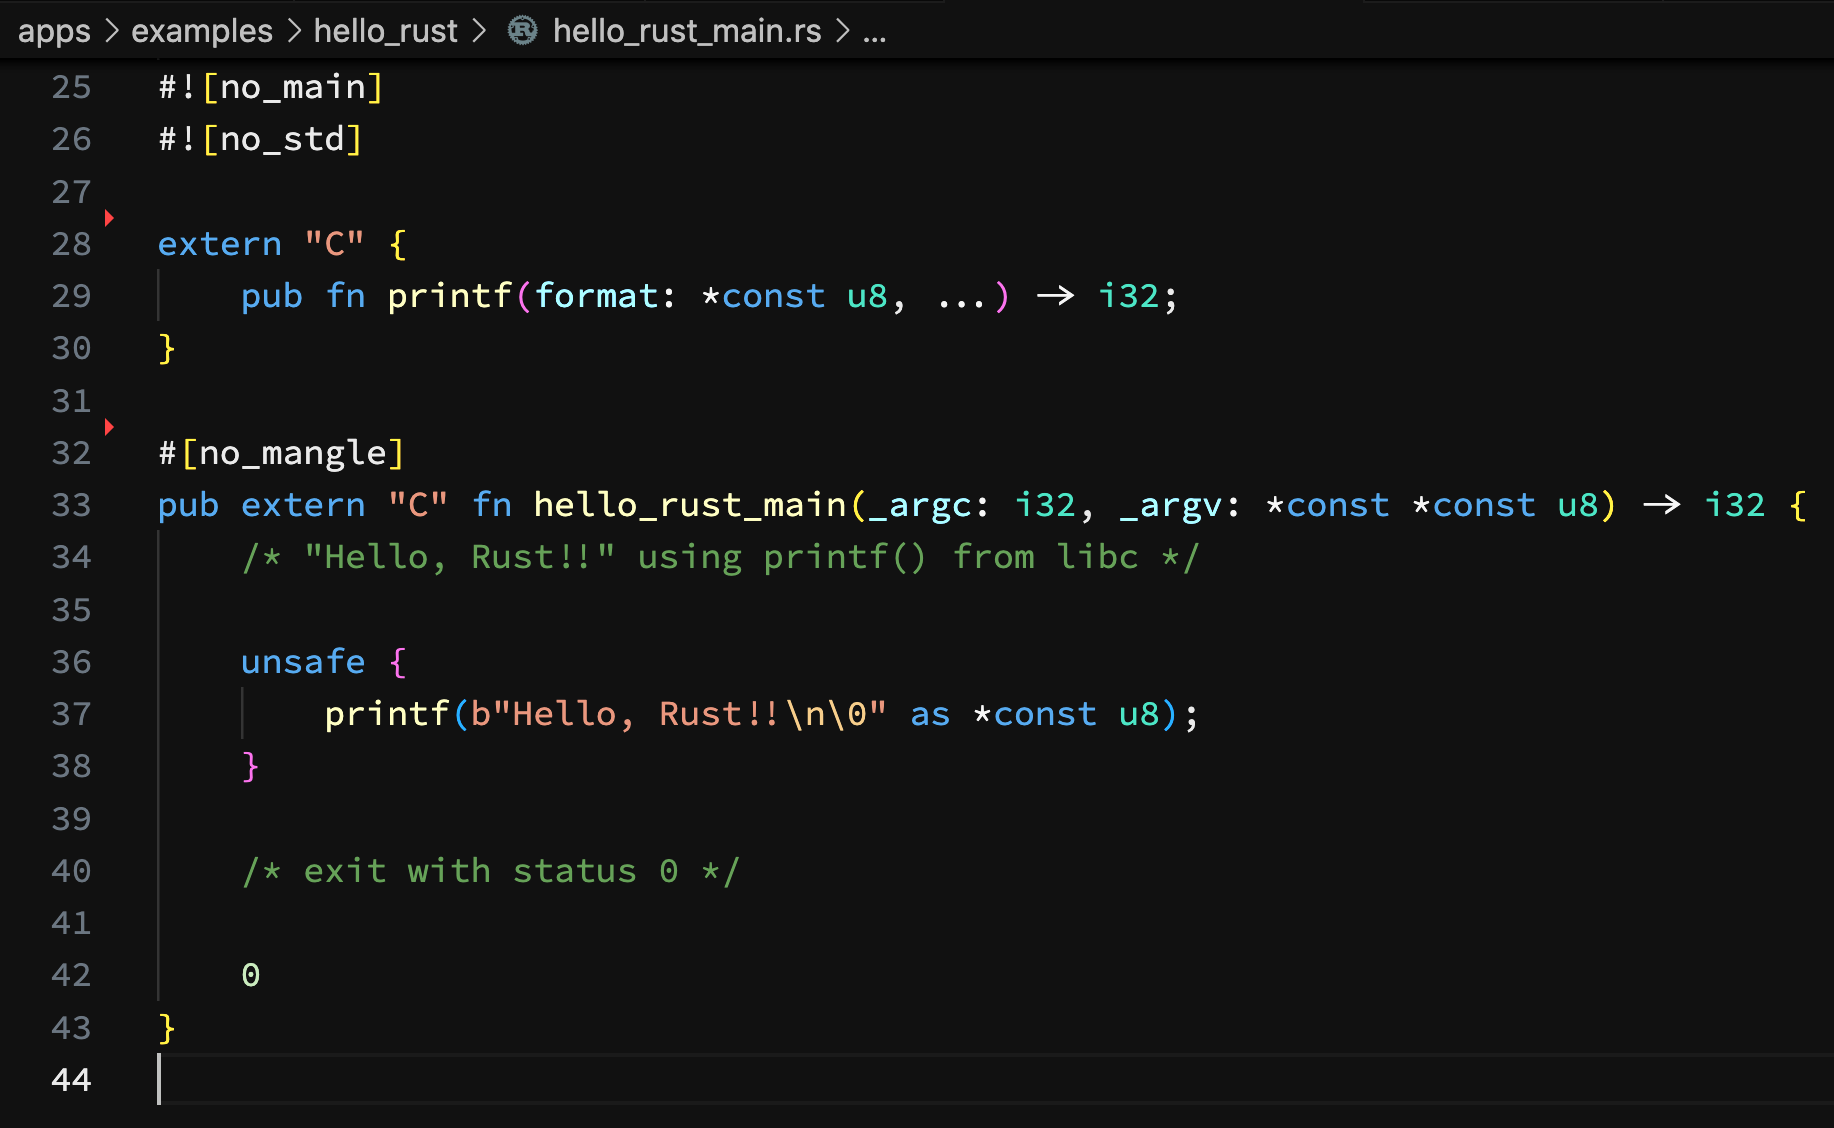 apps > examples > hello_rust > hello_rust_main.rs > ...
25 #![no_main]
26 #![no_std]
27
28 extern "C" {
29     pub fn printf(format: *const u8, ...) -> i32;
30 }
31
32 #[no_mangle]
33 pub extern "C" fn hello_rust_main(_argc: i32, _argv: *const *const u8) -> i32 {
34     /* "Hello, Rust!!" using printf() from libc */
35
36     unsafe {
37         printf(b"Hello, Rust!!\n\0" as *const u8);
38     }
39
40     /* exit with status 0 */
41
42     0
43 }
44